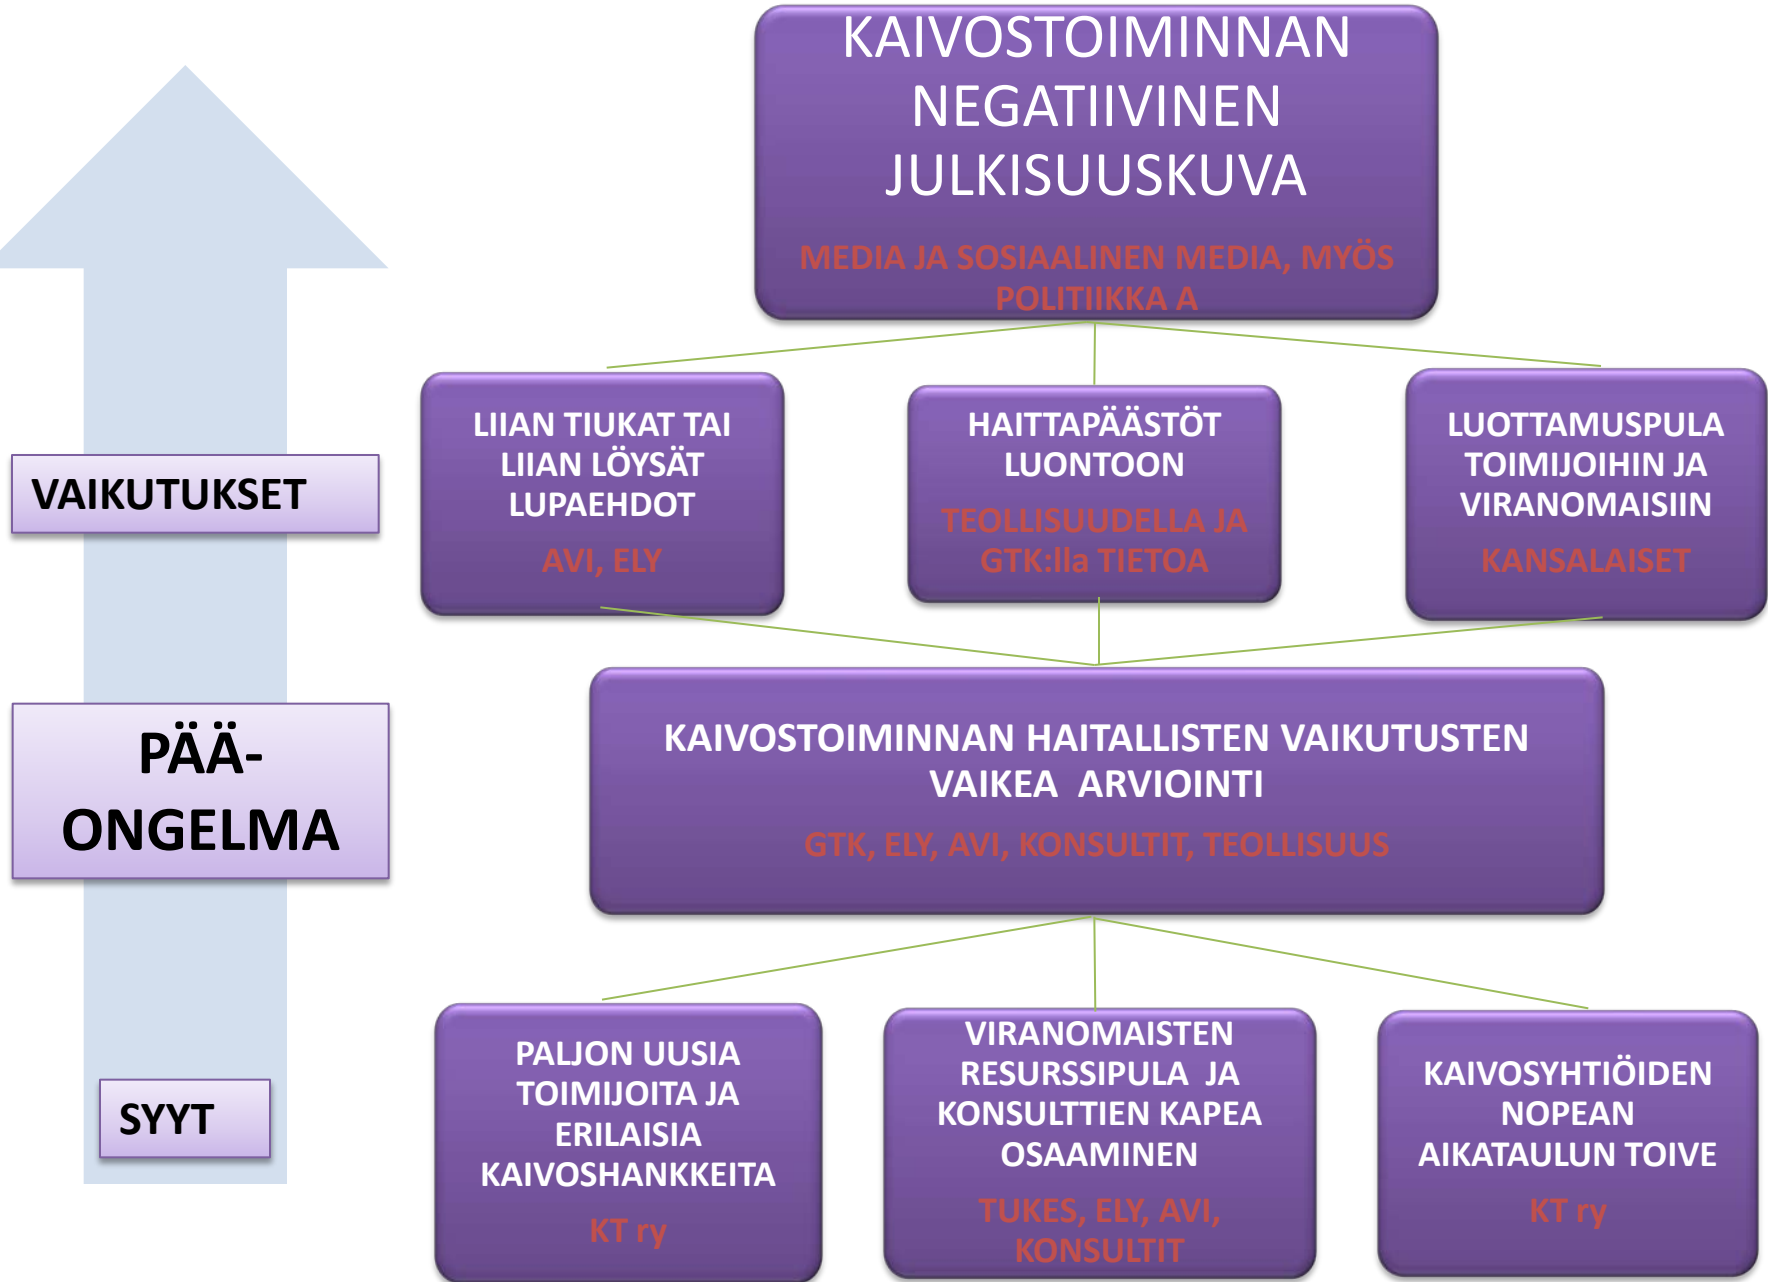 KAIVOSTOIMINNAN
NEGATIIVINEN
JULKISUUSKUVA
MEDIA JA SOSIAALINEN MEDIA, MYÖS
POLITIIKKA A
VAIKUTUKSET
LIIAN TIUKAT TAI
LIIAN LÖYSÄT
LUPAEHDOT
AVI, ELY
HAITTAPÄÄSTÖT
LUONTOON
TEOLLISUUDELLA JA
GTK:lla TIETOA
LUOTTAMUSPULA
TOIMIJOIHIN JA
VIRANOMAISIIN
KANSALAISET
PÄÄ-
ONGELMA
KAIVOSTOIMINNAN HAITALLISTEN VAIKUTUSTEN
VAIKEA ARVIOINTI
GTK, ELY, AVI, KONSULTIT, TEOLLISUUS
SYYT
PALJON UUSIA
TOIMIJOITA JA
ERILAISIA
KAIVOSHANKKEITA
KT ry
VIRANOMAISTEN
RESURSSIPULA JA
KONSULTTIEN KAPEA
OSAAMINEN
TUKES, ELY, AVI,
KONSULTIT
KAIVOSYHTIÖIDEN
NOPEAN
AIKATAULUN TOIVE
KT ry